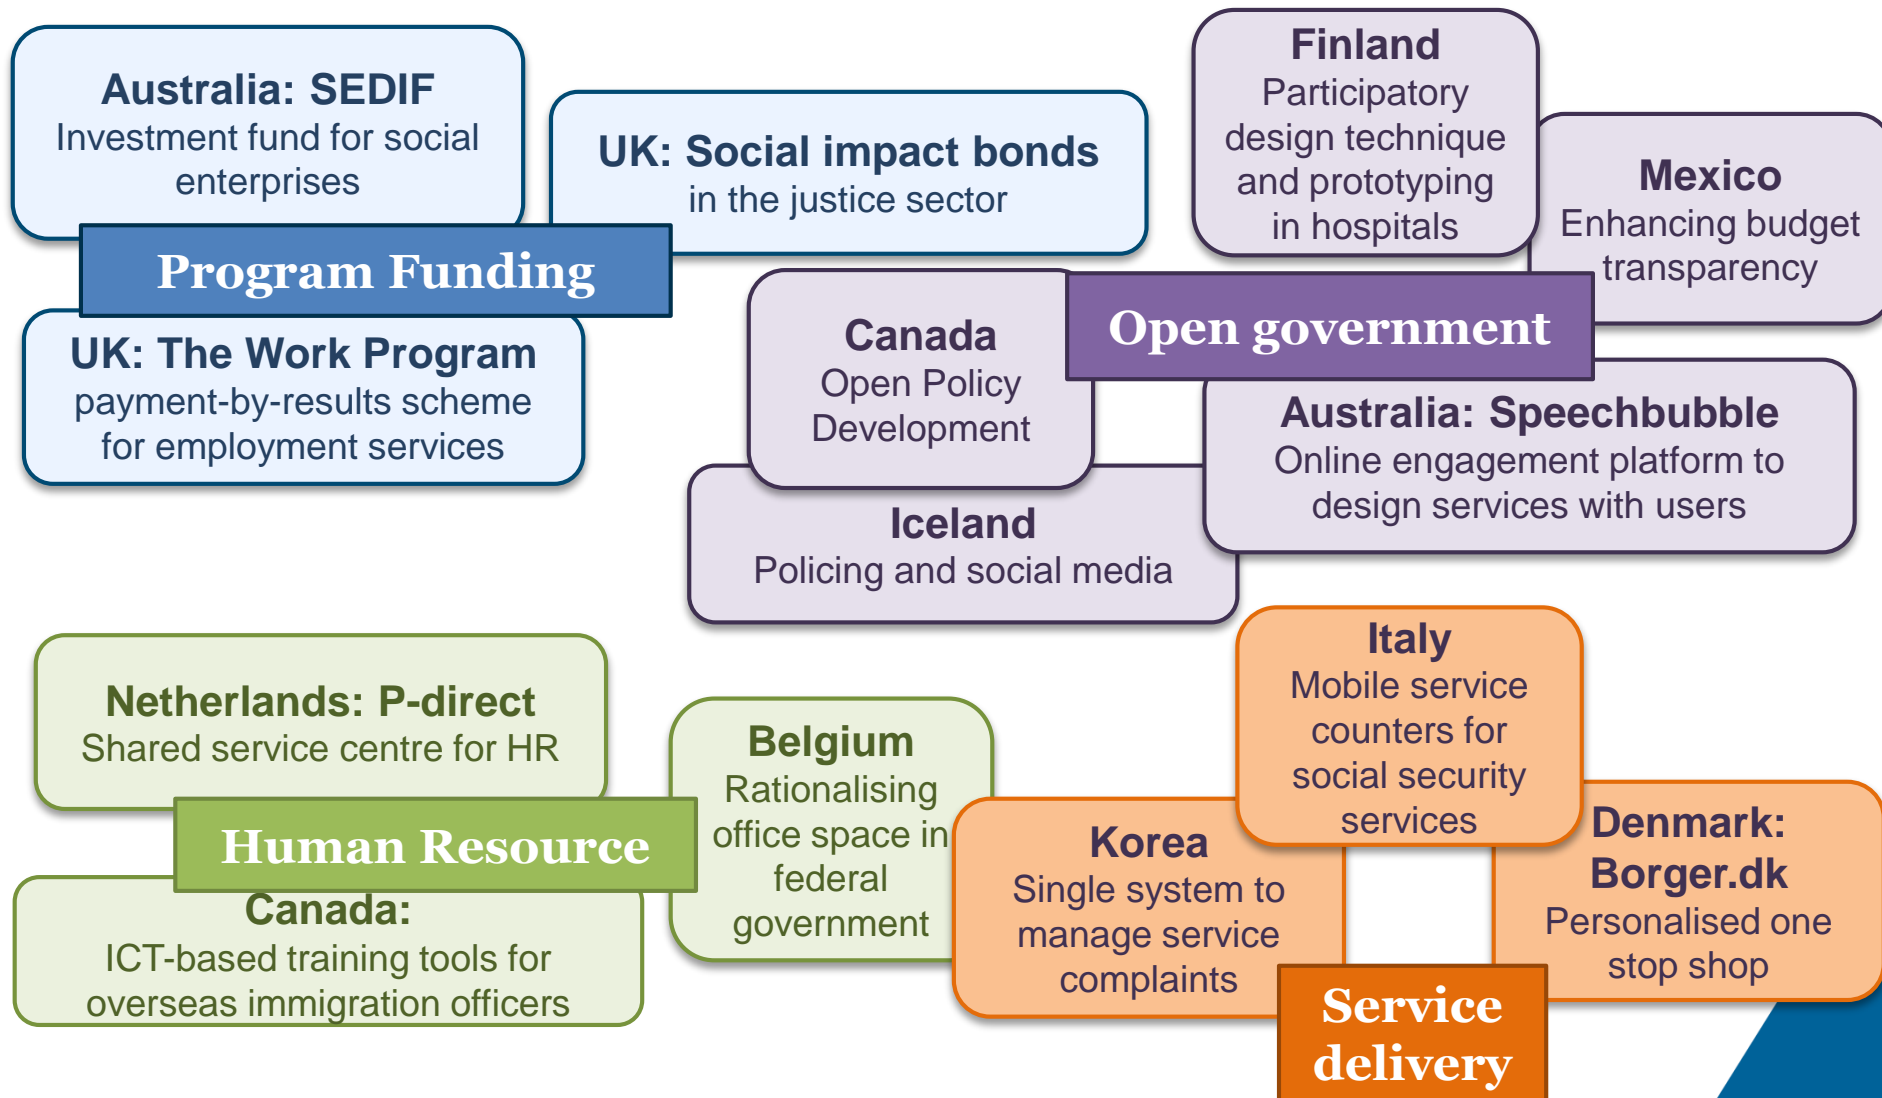 Australia: SEDIF
Investment fund for social
enterprises
UK: Social impact bonds
in the justice sector
Program Funding
UK: The Work Program
payment-by-results scheme
for employment services
Finland
Participatory
design technique
and prototyping
in hospitals
Mexico
Enhancing budget
transparency
Open government
Canada
Open Policy
Development
Australia: Speechbubble
Online engagement platform to
design services with users
Iceland
Policing and social media
Netherlands: P-direct
Shared service centre for HR
Human Resource
Belgium
Rationalising
office space in
federal
government
Canada:
ICT-based training tools for
overseas immigration officers
Italy
Mobile service
counters for
social security
services
Korea
Single system to
manage service
complaints
Denmark:
Borger.dk
Personalised one
stop shop
Service
delivery